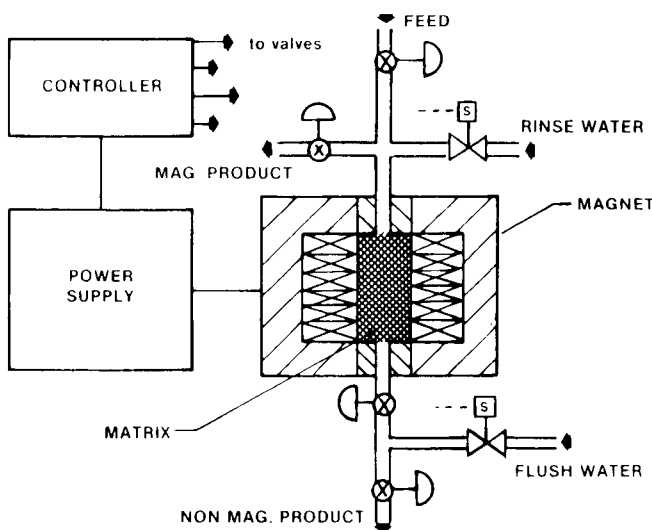 FEED
to valves
CONTROLLER
S
RINSE WATER
MAG PRODUCT
MAGNET
POWER
SUPPLY
S
MATRIX
FLUSH WATER
NON MAG. PRODUCT